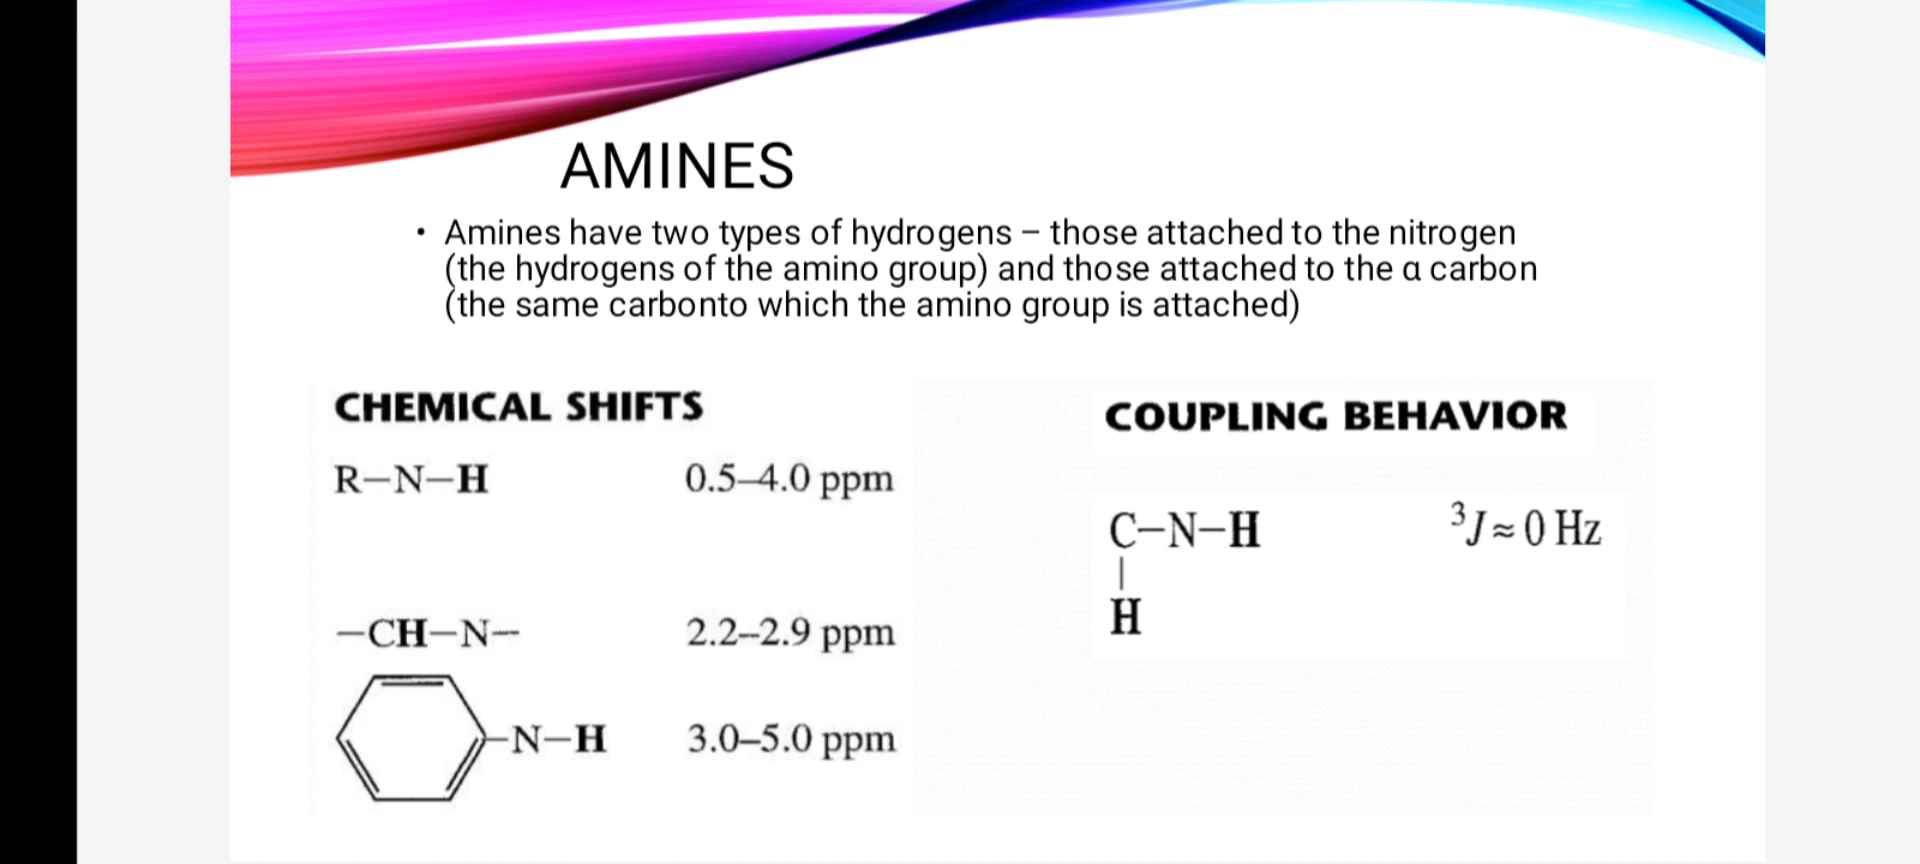 AMINES
• Amines have two types of hydrogens – those attached to the nitrogen
(the hydrogens of the amino group) and those attached to the α carbon
(the same carbonto which the amino group is attached)
CHEMICAL SHIFTS
R–N–H 0.5–4.0 ppm
–CH–N– 2.2–2.9 ppm
–N–H 3.0–5.0 ppm
COUPLING BEHAVIOR
C–N–H ³J ≈ 0 Hz
|
H